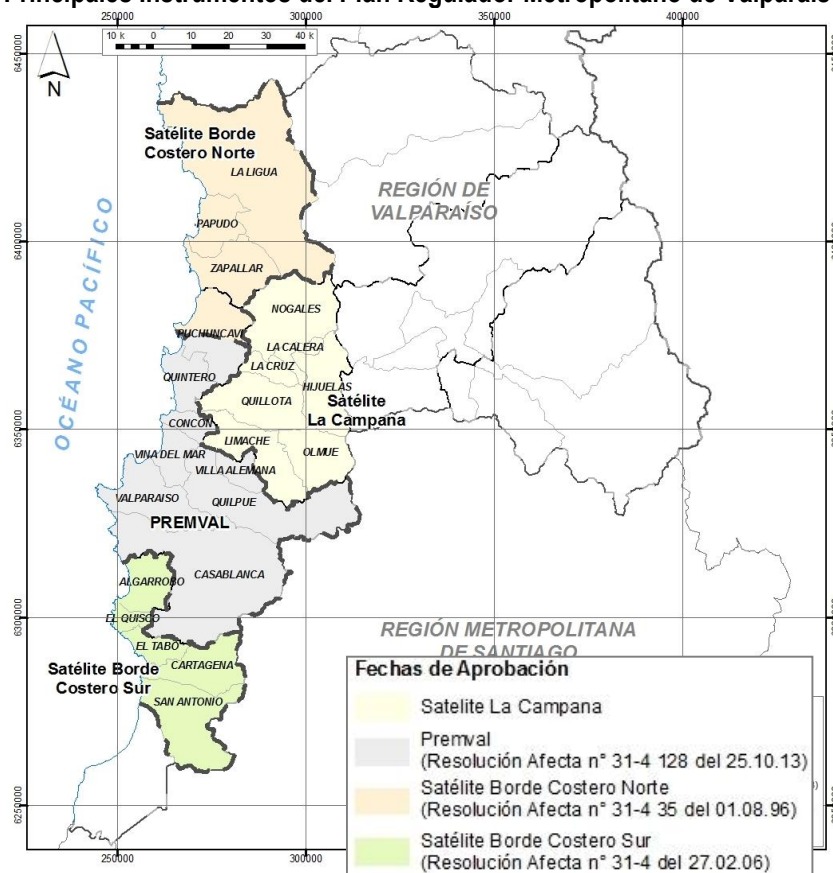 Principales Instrumentos del Plan Regulador Metropolitano de Valparaís
250000 300000 350000 400000
10 k 0 10 20 30 40 k
N
6450000
Satélite Borde
Costero Norte
LA LIGUA
REGIÓN DE
VALPARAÍSO
PAPUDO
6400000
ZAPALLAR
OCÉANO PACÍFICO
NOGALES
PUCHUNCAVI
LA CALERA
LA CRUZ
QUINTERO
HIJUELAS
QUILLOTA
Satélite
La Campana
CONCÓN
6350000
LIMACHE
OLMUE
VINA DEL MAR
VILLA ALEMANA
VALPARAISO
QUILPUE
PREMVAL
ALGARROBO
CASABLANCA
EL QUISCO
6300000
EL TABO
REGIÓN METROPOLITANA
DE SANTIAGO
CARTAGENA
Satélite Borde
Costero Sur
SAN ANTONIO
Fechas de Aprobación
Satelite La Campana
Premval
(Resolución Afecta n° 31-4 128 del 25.10.13)
Satélite Borde Costero Norte
(Resolución Afecta n° 31-4 35 del 01.08.96)
Satélite Borde Costero Sur
(Resolución Afecta n° 31-4 del 27.02.06)
6250000
250000 300000